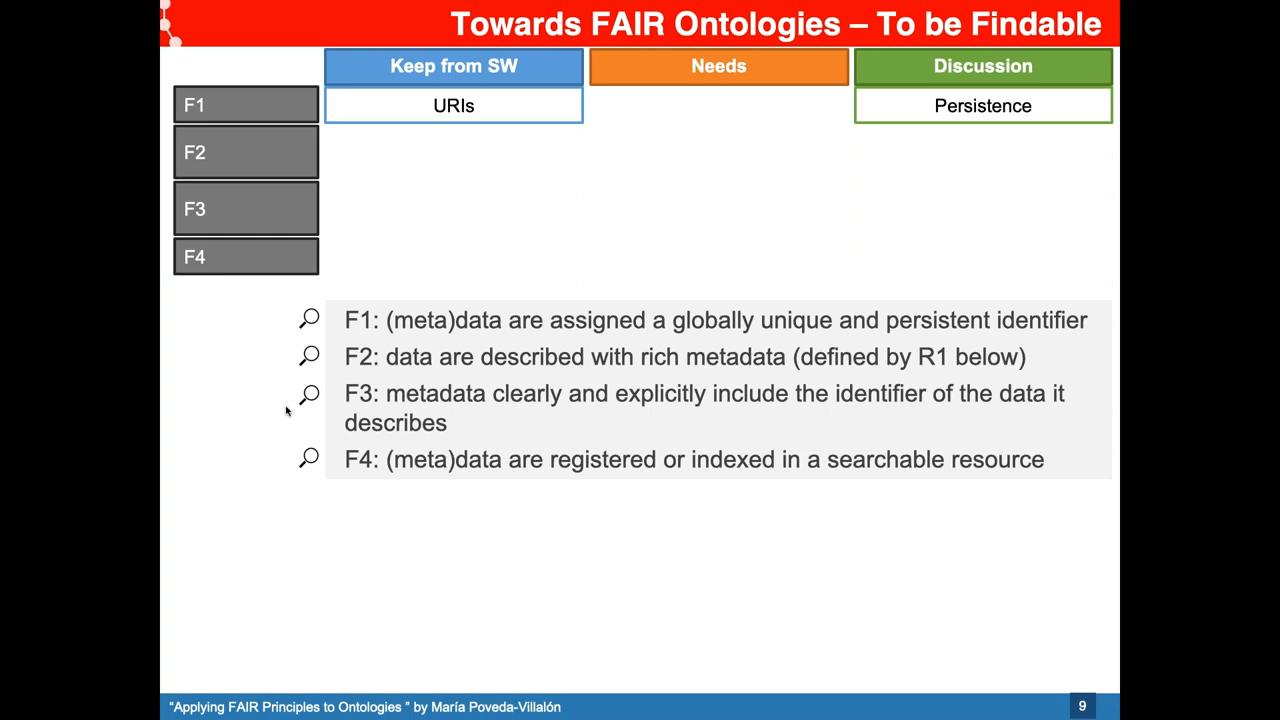 Towards FAIR Ontologies – To be Findable
Keep from SW
Needs
Discussion
F1
URIs
Persistence
F2
F3
F4
F1: (meta)data are assigned a globally unique and persistent identifier
F2: data are described with rich metadata (defined by R1 below)
F3: metadata clearly and explicitly include the identifier of the data it
describes
F4: (meta)data are registered or indexed in a searchable resource
“Applying FAIR Principles to Ontologies ” by María Poveda-Villalón
9